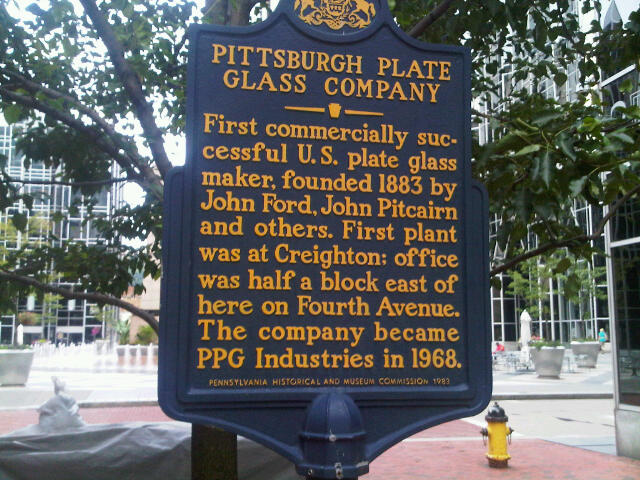 PITTSBURGH PLATE
GLASS COMPANY
First commercially suc-
cessful U.S. plate glass
maker, founded 1883 by
John Ford, John Pitcairn
and others. First plant
was at Creighton; office
was half a block east of
here on Fourth Avenue.
The company became
PPG Industries in 1968.
PENNSYLVANIA HISTORICAL AND MUSEUM COMMISSION 1983